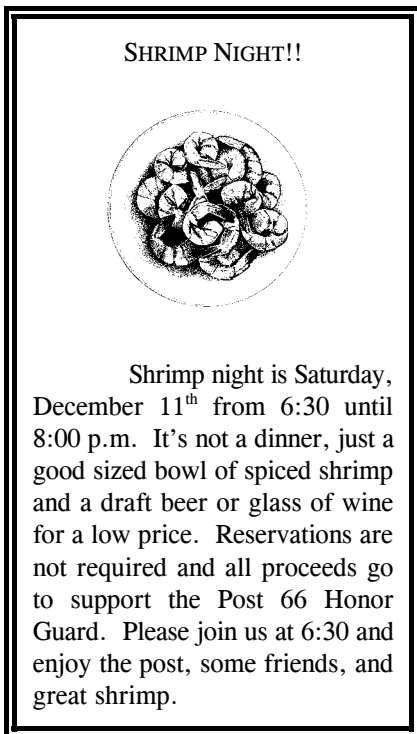 SHRIMP NIGHT!!
Shrimp night is Saturday,
December 11th from 6:30 until
8:00 p.m. It's not a dinner, just a
good sized bowl of spiced shrimp
and a draft beer or glass of wine
for a low price. Reservations are
not required and all proceeds go
to support the Post 66 Honor
Guard. Please join us at 6:30 and
enjoy the post, some friends, and
great shrimp.